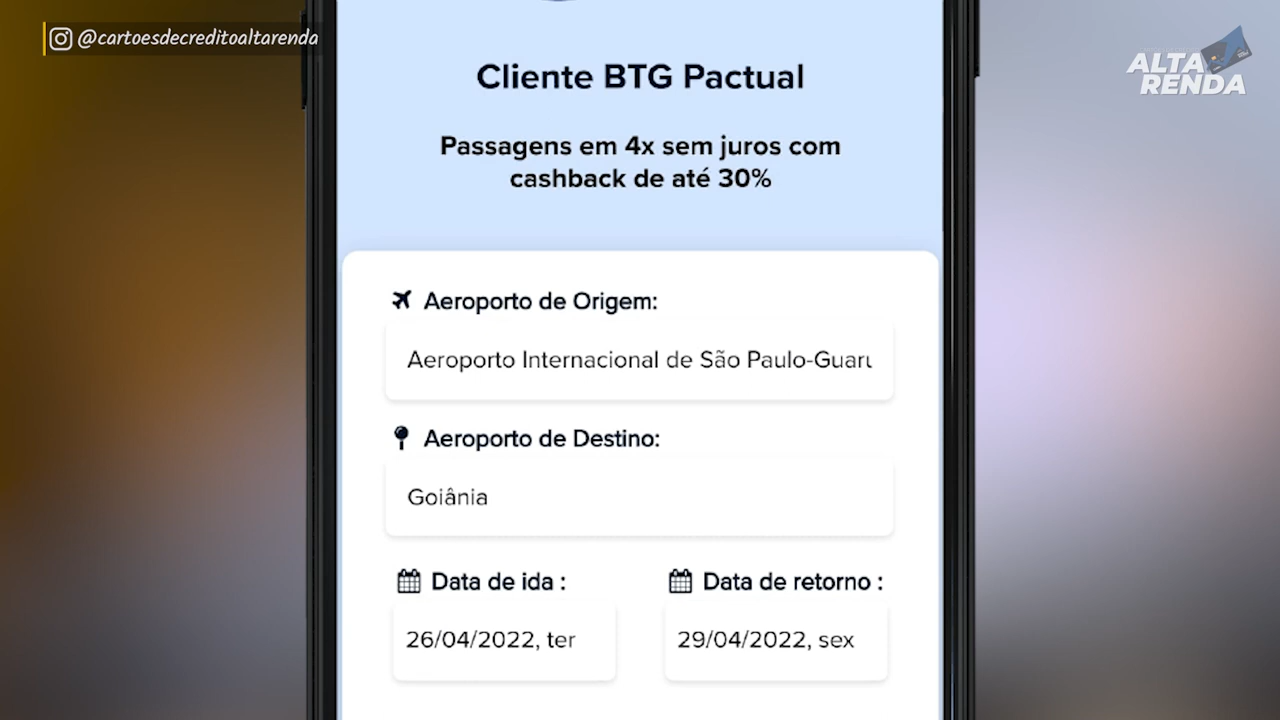 @cartoesdecreditoaltarenda
ALTA
RENDA
Cliente BTG Pactual
Passagens em 4x sem juros com
cashback de até 30%
Aeroporto de Origem:
Aeroporto Internacional de São Paulo-Guaru
Aeroporto de Destino:
Goiânia
Data de ida :
Data de retorno :
26/04/2022, ter
29/04/2022, sex